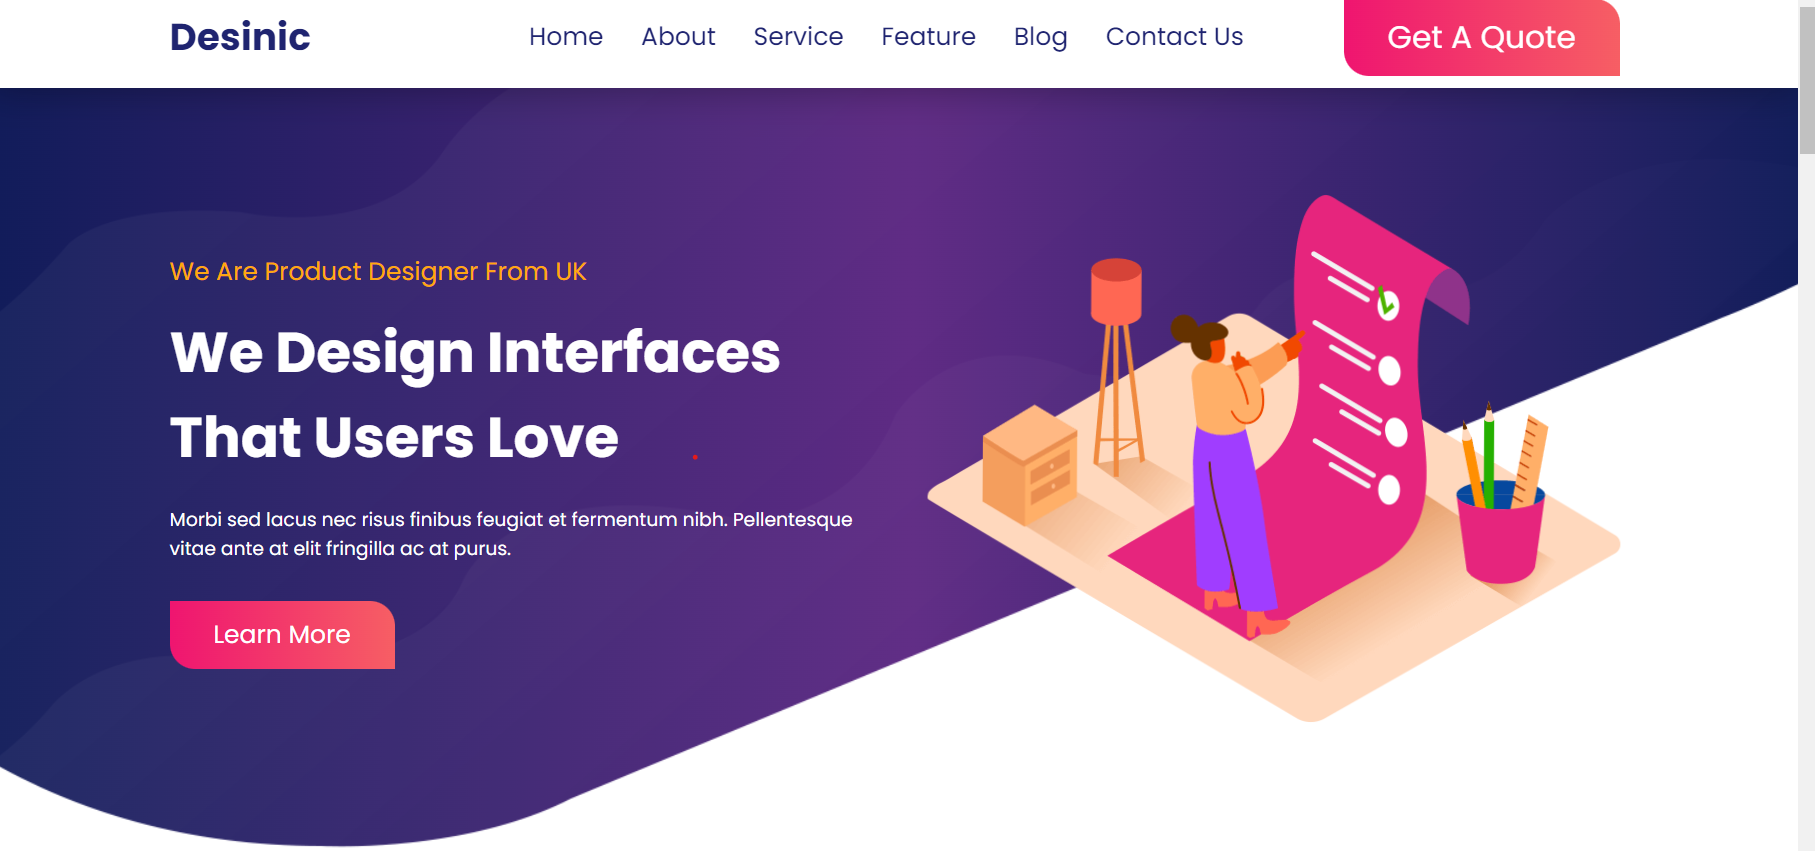 Desinic
Home About Service Feature Blog Contact Us
Get A Quote
We Are Product Designer From UK
We Design Interfaces
That Users Love
Morbi sed lacus nec risus finibus feugiat et fermentum nibh. Pellentesque
vitae ante at elit fringilla ac at purus.
Learn More